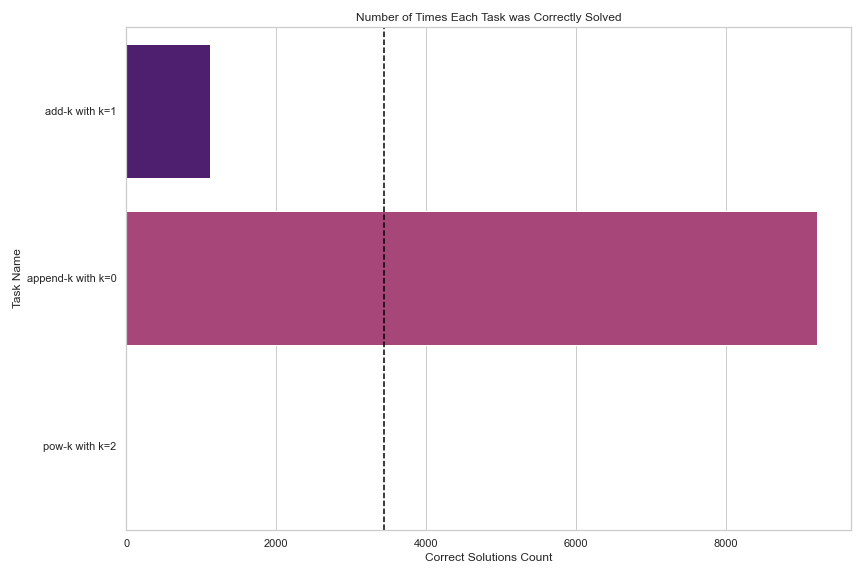 Number of Times Each Task was Correctly Solved
Task Name
add-k with k=1
append-k with k=0
pow-k with k=2
0 2000 4000 6000 8000
Correct Solutions Count